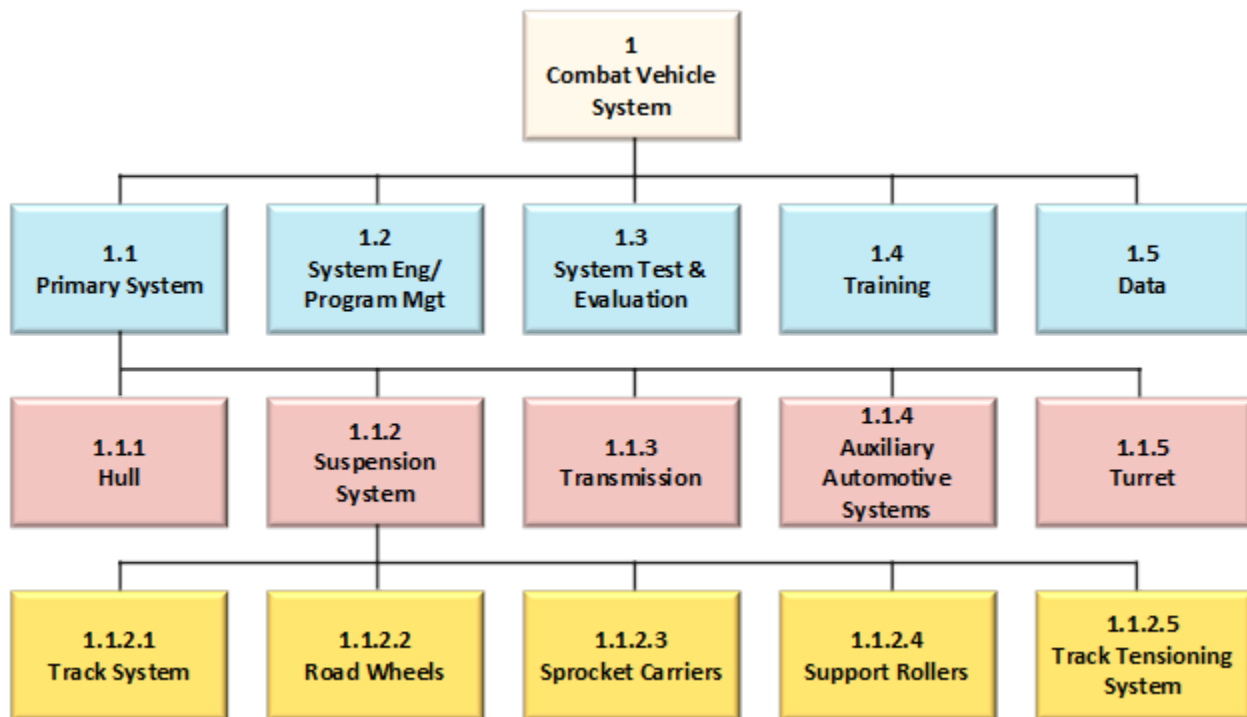 1
Combat Vehicle
System
1.1
Primary System
1.2
System Eng/
Program Mgt
1.3
System Test &
Evaluation
1.4
Training
1.5
Data
1.1.1
Hull
1.1.2
Suspension
System
1.1.3
Transmission
1.1.4
Auxiliary
Automotive
Systems
1.1.5
Turret
1.1.2.1
Track System
1.1.2.2
Road Wheels
1.1.2.3
Sprocket Carriers
1.1.2.4
Support Rollers
1.1.2.5
Track Tensioning
System